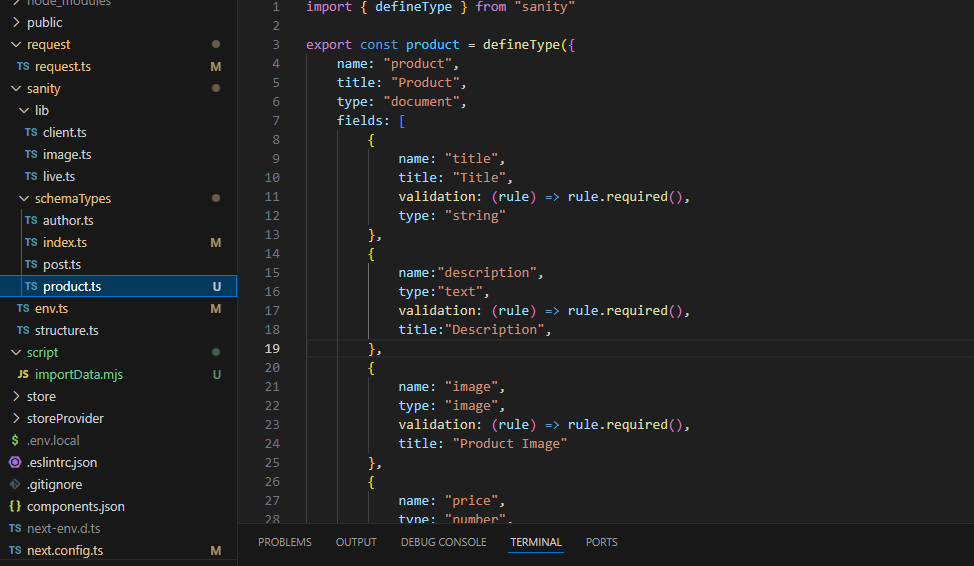 node_modules
public
request
TS request.ts M
sanity
lib
TS client.ts
TS image.ts
TS live.ts
schemaTypes
TS author.ts
TS index.ts M
TS post.ts
TS product.ts U
TS env.ts M
TS structure.ts
script
JS importData.mjs U
store
storeProvider
$ .env.local
.eslintrc.json
.gitignore
{} components.json
TS next-env.d.ts
TS next.config.ts M
1 import { defineType } from "sanity"
2
3 export const product = defineType({
4 name: "product",
5 title: "Product",
6 type: "document",
7 fields: [
8 {
9 name: "title",
10 title: "Title",
11 validation: (rule) => rule.required(),
12 type: "string"
13 },
14 {
15 name:"description",
16 type:"text",
17 validation: (rule) => rule.required(),
18 title:"Description",
19 },
20 {
21 name: "image",
22 type: "image",
23 validation: (rule) => rule.required(),
24 title: "Product Image"
25 },
26 {
27 name: "price",
28 type: "number",
PROBLEMS OUTPUT DEBUG CONSOLE TERMINAL PORTS